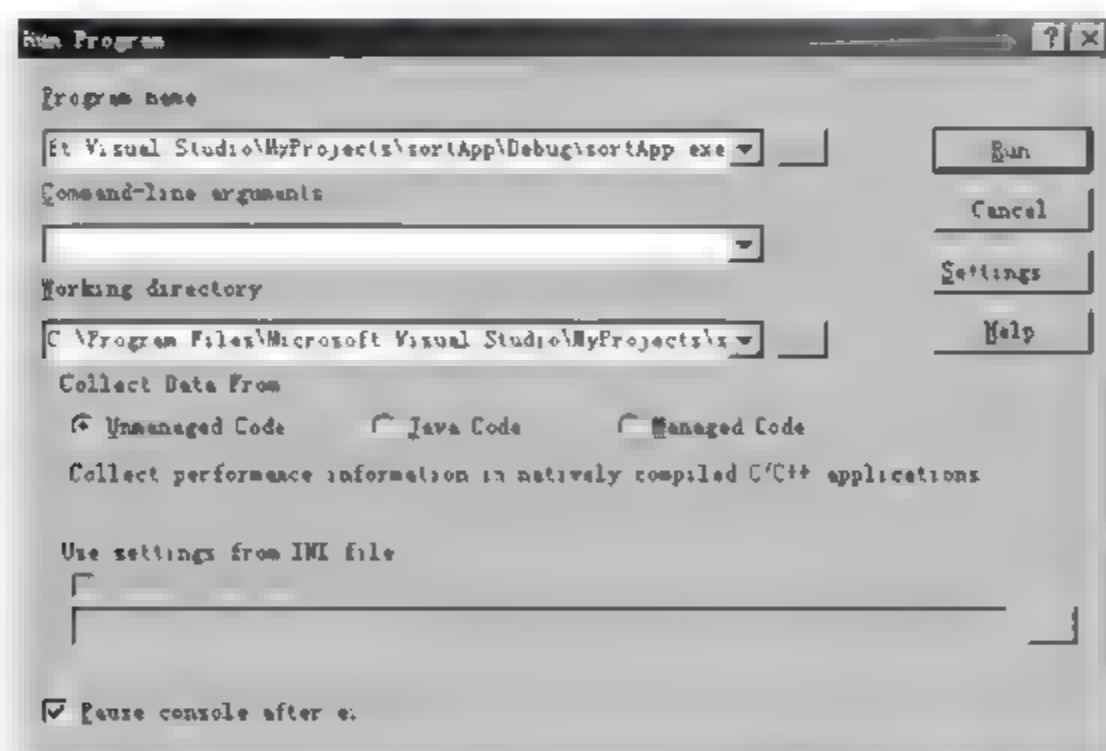 Run Program
Program name
ft Visual Studio\MyProjects\sortApp\Debug\sortApp exe
Run
Command-line arguments
Cancel
Settings
Working directory
C \Program Files\Microsoft Visual Studio\MyProjects\s
Help
Collect Data From
Unmanaged Code Java Code Managed Code
Collect performance information in natively compiled C/C++ applications
Use settings from INI file
Pause console after e